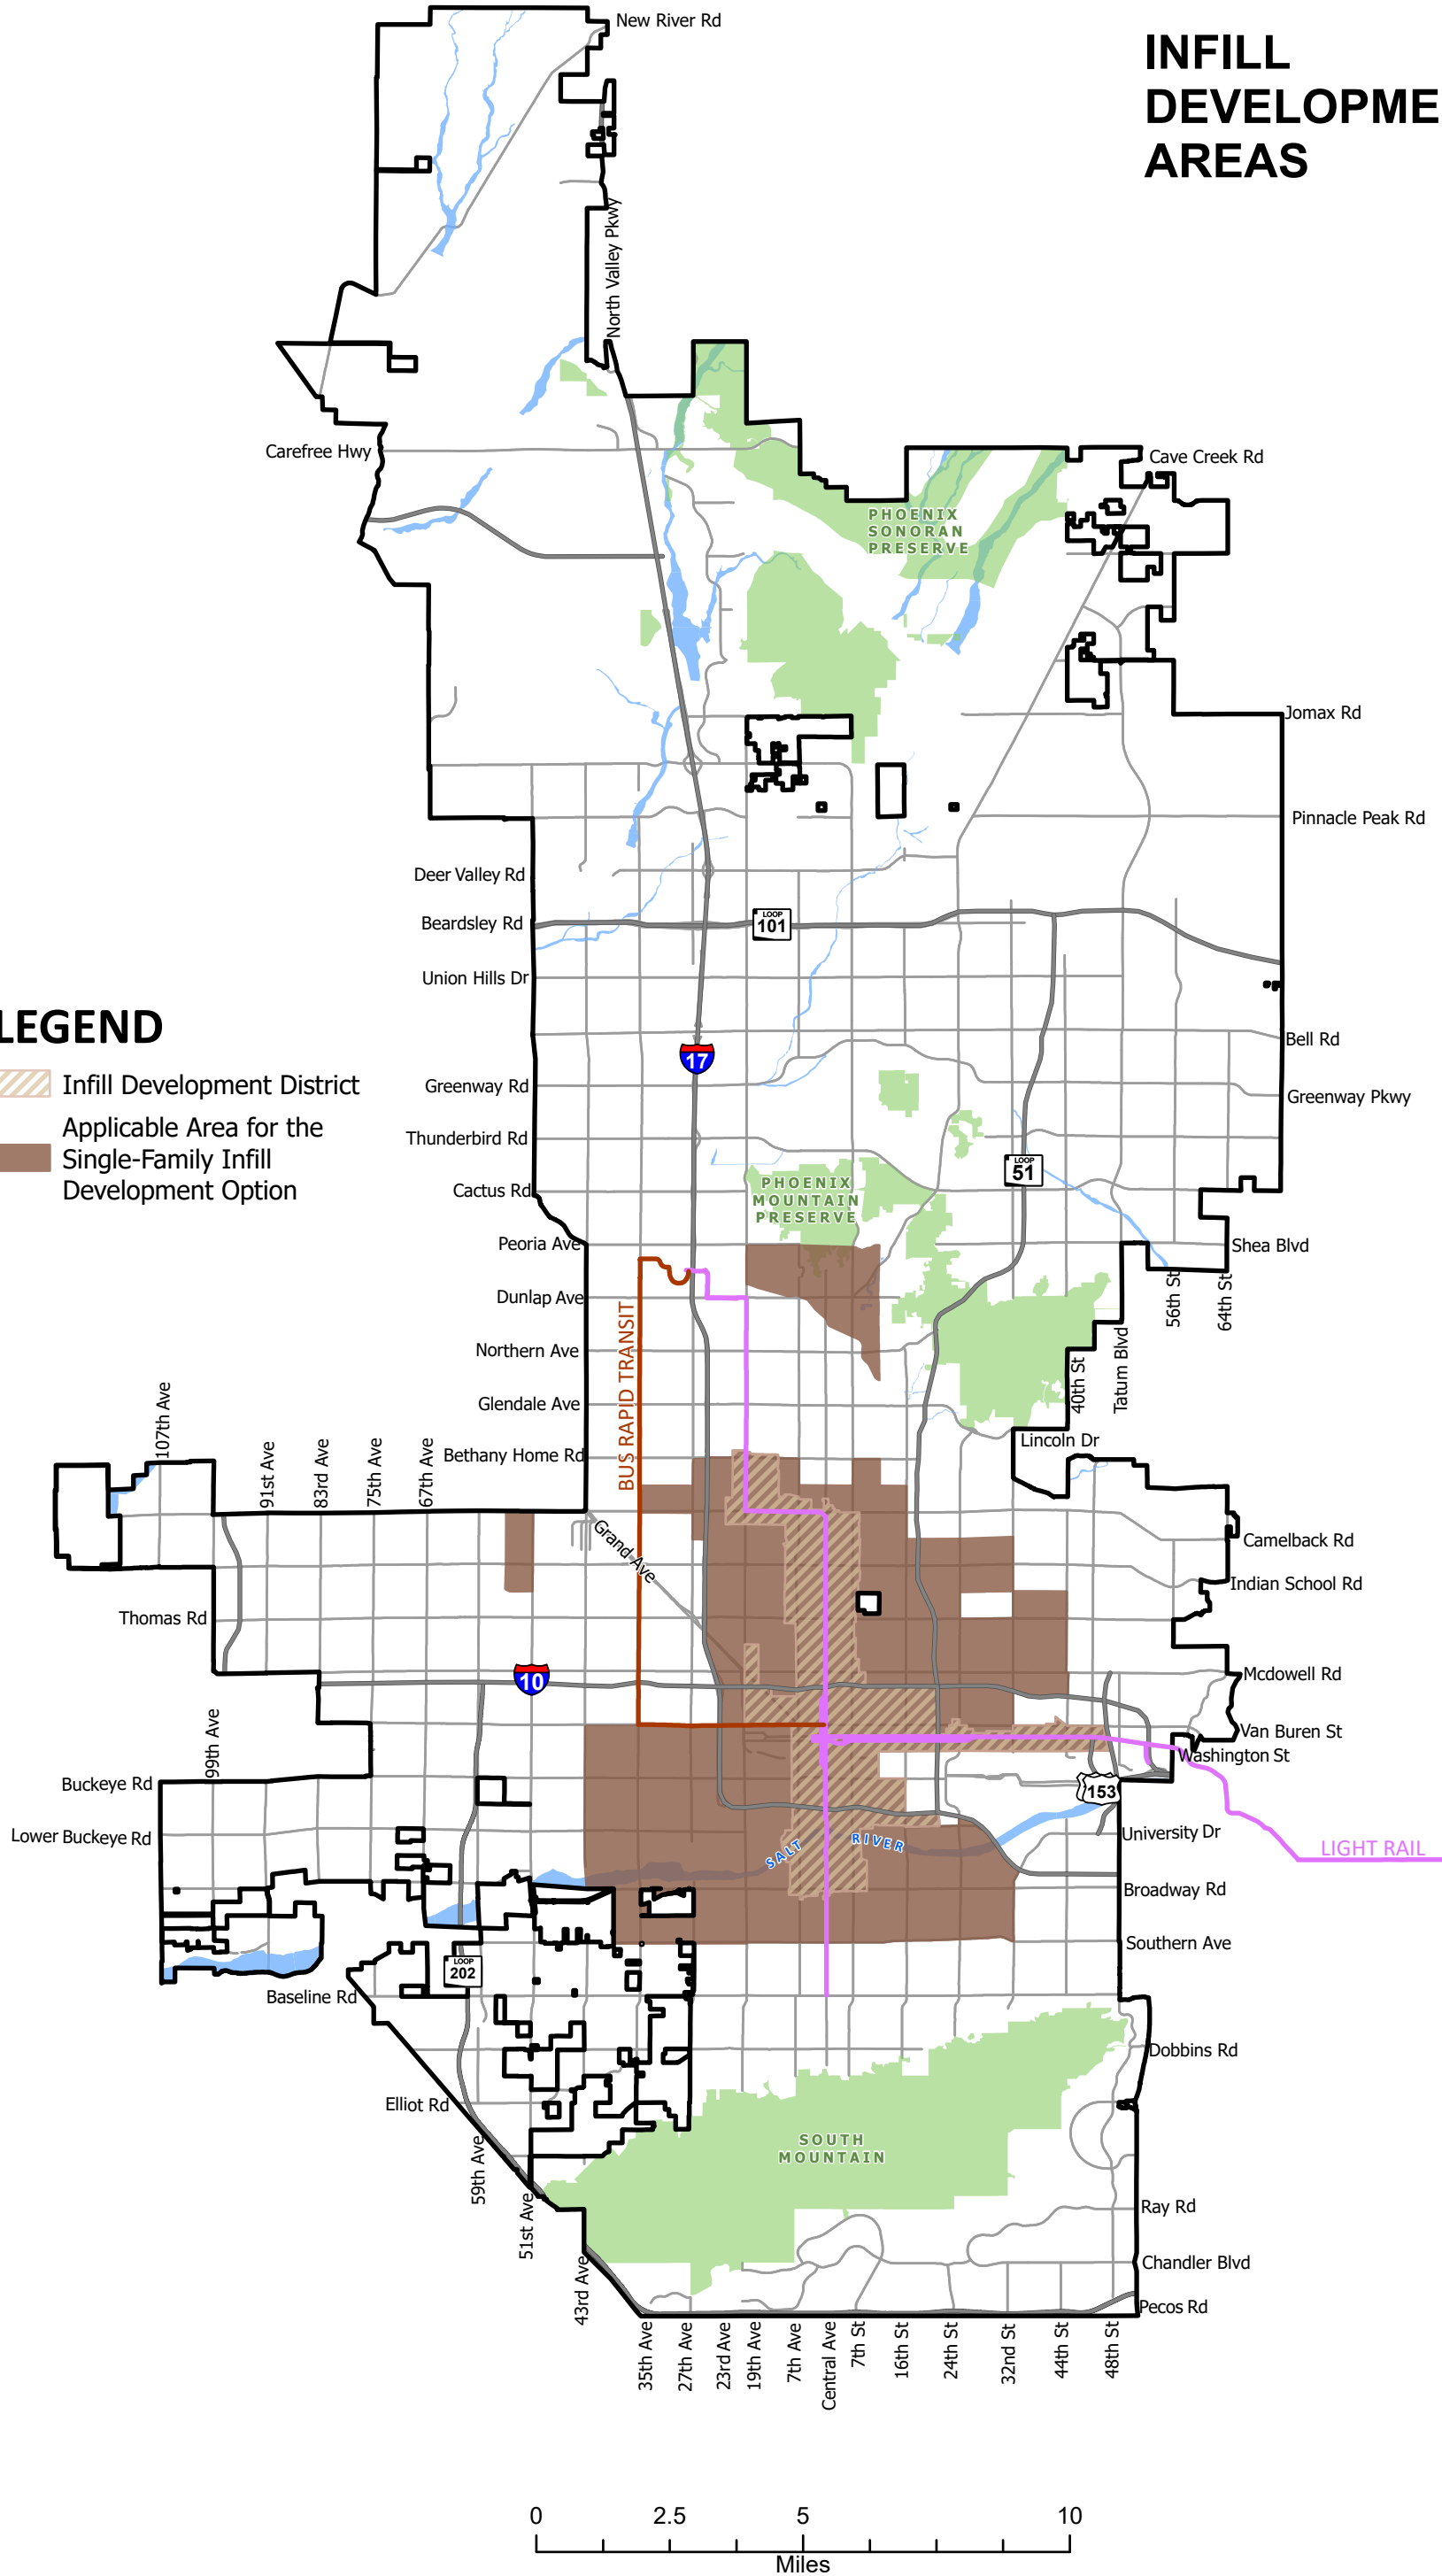 INFILL
DEVELOPME
AREAS
New River Rd
North Valley Pkwy
Carefree Hwy
Cave Creek Rd
PHOENIX
SONORAN
PRESERVE
Jomax Rd
Pinnacle Peak Rd
Deer Valley Rd
Beardsley Rd
LOOP
101
Union Hills Dr
LEGEND
Infill Development District
Applicable Area for the
Single-Family Infill
Development Option
Bell Rd
17
Greenway Rd
Greenway Pkwy
Thunderbird Rd
LOOP
51
Cactus Rd
PHOENIX
MOUNTAIN
PRESERVE
Peoria Ave
Shea Blvd
Dunlap Ave
56th St
64th St
BUS RAPID TRANSIT
Northern Ave
40th St
Tatum Blvd
Glendale Ave
Lincoln Dr
Bethany Home Rd
107th Ave
91st Ave
83rd Ave
75th Ave
67th Ave
Grand Ave
Camelback Rd
Indian School Rd
Thomas Rd
10
Mcdowell Rd
99th Ave
Van Buren St
Washington St
Buckeye Rd
153
Lower Buckeye Rd
SALT
RIVER
University Dr
LIGHT RAIL
Broadway Rd
Southern Ave
LOOP
202
Baseline Rd
Dobbins Rd
Elliot Rd
SOUTH
MOUNTAIN
59th Ave
51st Ave
43rd Ave
Ray Rd
Chandler Blvd
Pecos Rd
35th Ave
27th Ave
23rd Ave
19th Ave
7th Ave
Central Ave
7th St
16th St
24th St
32nd St
44th St
48th St
0 2.5 5 10
Miles